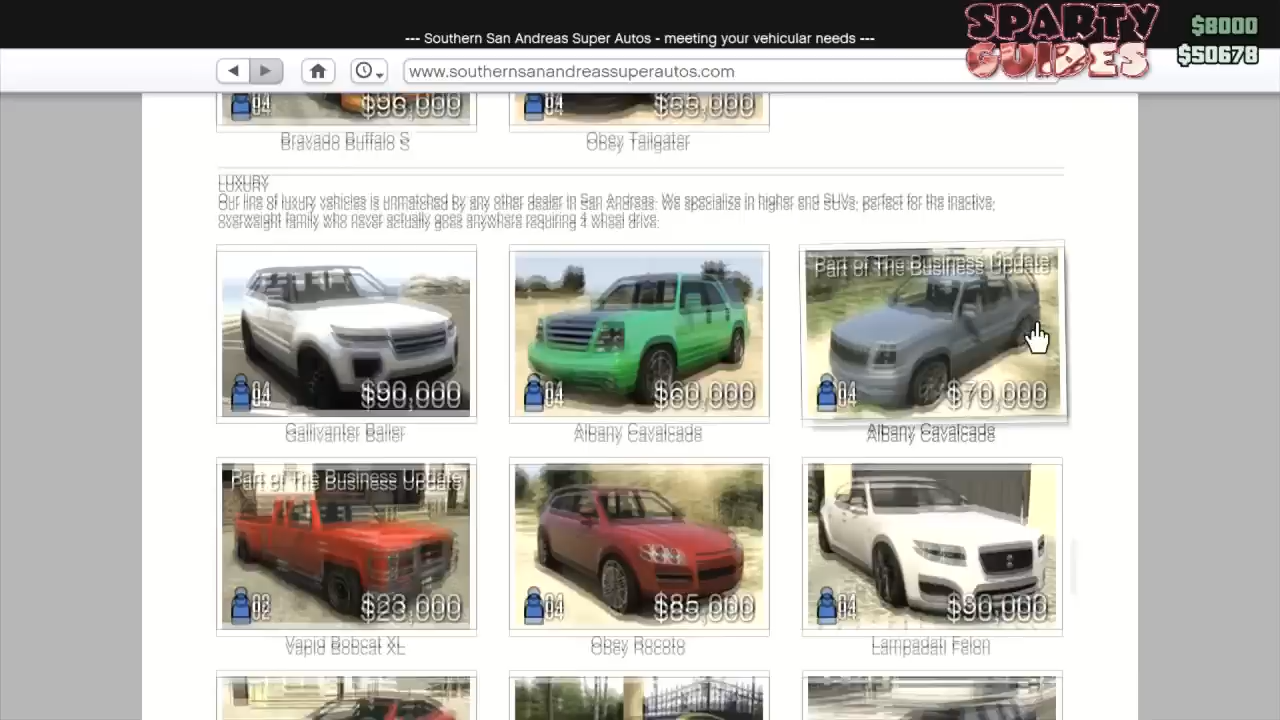 --- Southern San Andreas Super Autos - meeting your vehicular needs ---
SPARTY GUIDES
$8000
$50678
www.southernsanandreassuperautos.com
04 $96,000
04 $55,000
Bravado Buffalo S
Obey Tailgater
LUXURY
Our line of luxury vehicles is unmatched by any other dealer in San Andreas. We specialize in higher end SUVs, perfect for the inactive,
overweight family who never actually goes anywhere requiring 4 wheel drive.
Part of The Business Update
04 $90,000
04 $60,000
04 $70,000
Gallivanter Baller
Albany Cavalcade
Albany Cavalcade
Part of The Business Update
02 $23,000
04 $85,000
04 $90,000
Vapid Bobcat XL
Obey Rocoto
Lampadati Felon